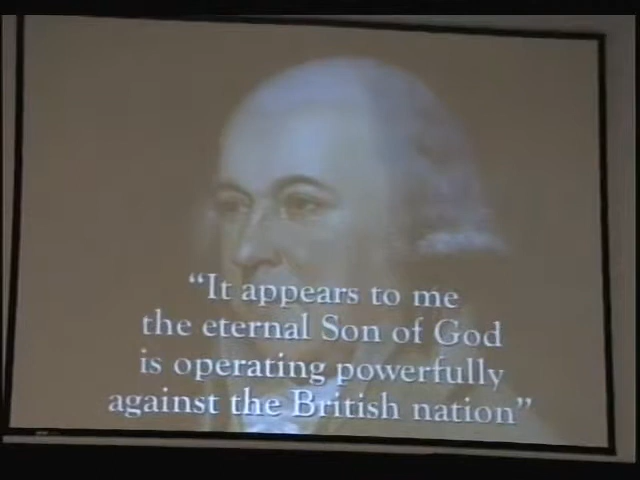 “It appears to me
the eternal Son of God
is operating powerfully
against the British nation”